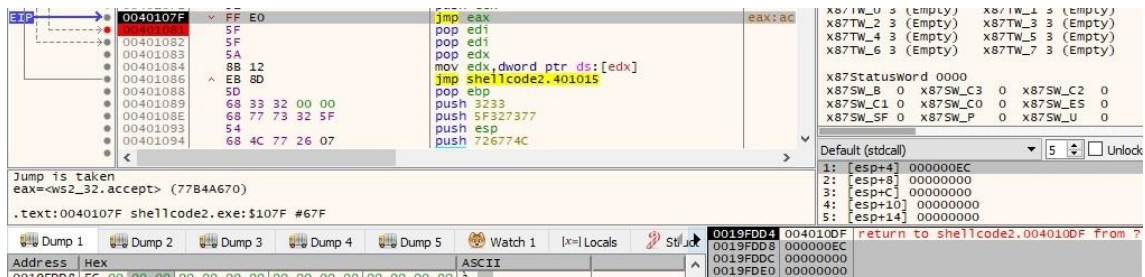 EIP 0040107F FF E0 jmp eax eax:ac
00401081 5F pop edi
00401082 5F pop edi
00401083 5A pop edx
00401084 8B 12 mov edx,dword ptr ds:[edx]
00401086 EB 8D jmp shellcode2.401015
00401088 5D pop ebp
00401089 68 33 32 00 00 push 3233
0040108E 68 77 73 32 5F push 5F327377
00401093 54 push esp
00401094 68 4C 77 26 07 push 726774C
Jump is taken
eax=<ws2_32.accept> (77B4A670)
.text:0040107F shellcode2.exe:$107F #67F
x87TW_0 3 (Empty) x87TW_1 3 (Empty)
x87TW_2 3 (Empty) x87TW_3 3 (Empty)
x87TW_4 3 (Empty) x87TW_5 3 (Empty)
x87TW_6 3 (Empty) x87TW_7 3 (Empty)
x87StatusWord 0000
x87SW_B 0 x87SW_C3 0 x87SW_C2 0
x87SW_C1 0 x87SW_C0 0 x87SW_ES 0
x87SW_SF 0 x87SW_P 0 x87SW_U 0
Default (stdcall) 5 Unlock
1: [esp+4] 000000EC
2: [esp+8] 00000000
3: [esp+C] 00000000
4: [esp+10] 00000000
5: [esp+14] 00000000
Dump 1 Dump 2 Dump 3 Dump 4 Dump 5 Watch 1 [x=] Locals
Address Hex ASCII
0019FDD4 004010DF return to shellcode2.004010DF from ?
0019FDD8 000000EC
0019FDDC 00000000
0019FDE0 00000000